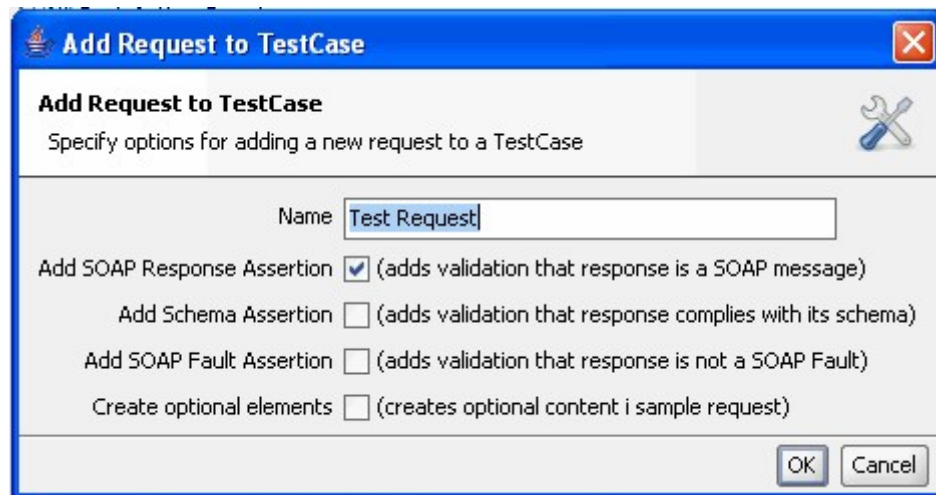 Add Request to TestCase
Add Request to TestCase
Specify options for adding a new request to a TestCase
Name Test Request
Add SOAP Response Assertion (adds validation that response is a SOAP message)
Add Schema Assertion (adds validation that response complies with its schema)
Add SOAP Fault Assertion (adds validation that response is not a SOAP Fault)
Create optional elements (creates optional content i sample request)
OK Cancel